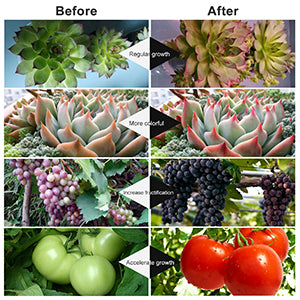 Before After
Regular growth
More colorful
Increase fructification
Accelerate growth